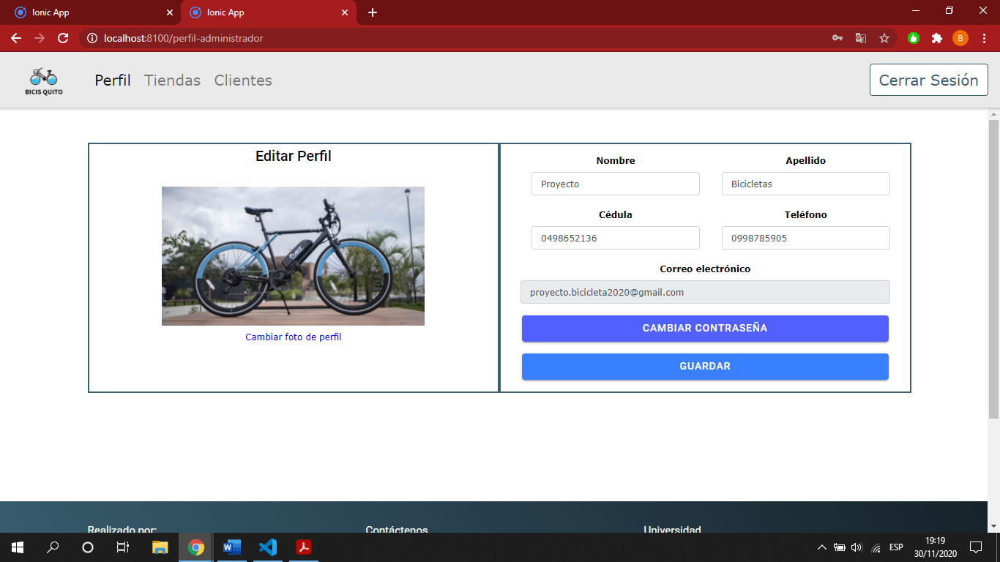 Ionic App
Ionic App
localhost:8100/perfil-administrador
B
BICIS QUITO
Perfil Tiendas Clientes
Cerrar Sesión
Editar Perfil
Cambiar foto de perfil
Nombre
Apellido
Proyecto
Bicicletas
Cédula
Teléfono
0498652136
0998785905
Correo electrónico
proyecto.bicicleta2020@gmail.com
CAMBIAR CONTRASEÑA
GUARDAR
Realizado por:
Contáctenos
Universidad
ESP
19:19
30/11/2020